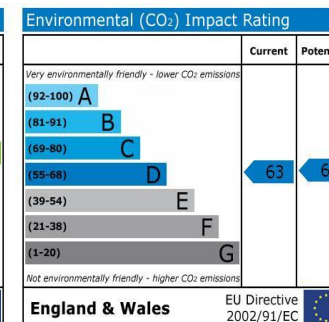 Environmental (CO₂) Impact Rating
Current
Very environmentally friendly - lower CO₂ emissions
(92-100) A
(81-91) B
(69-80) C
(55-68) D 63
(39-54) E
(21-38) F
(1-20) G
Not environmentally friendly - higher CO₂ emissions
England & Wales
EU Directive
2002/91/EC